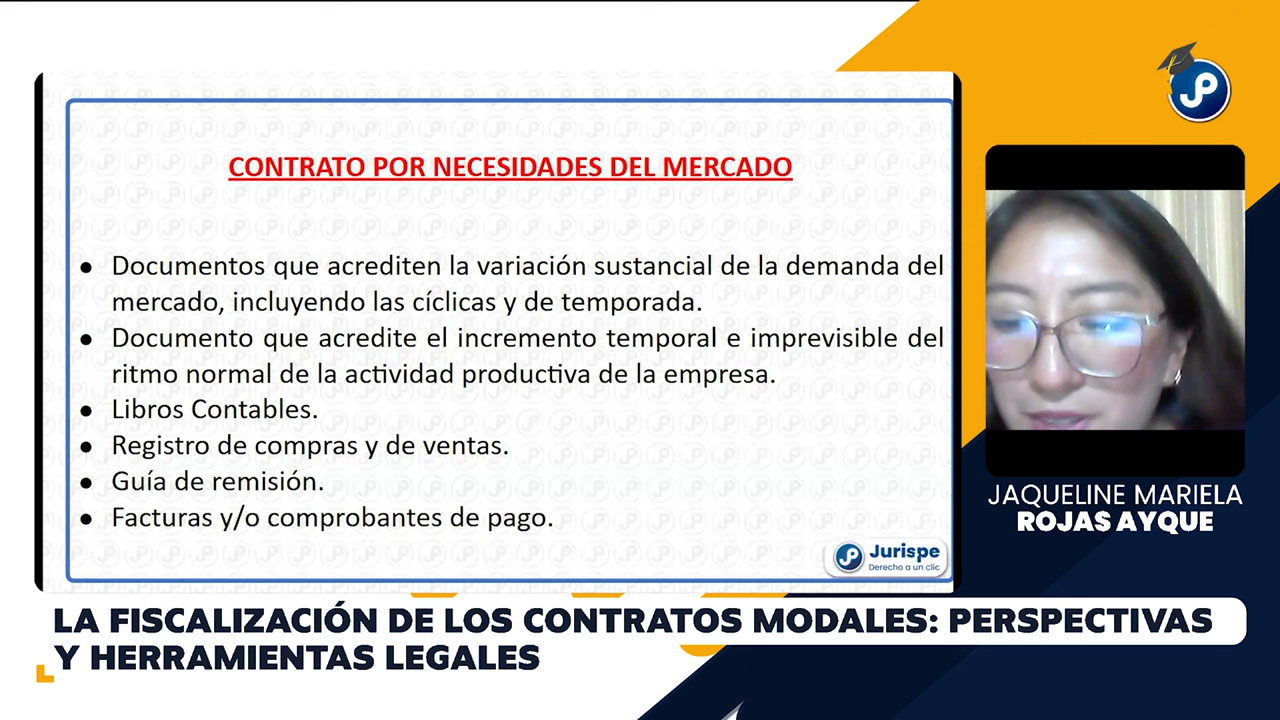 CONTRATO POR NECESIDADES DEL MERCADO
● Documentos que acrediten la variación sustancial de la demanda del
mercado, incluyendo las cíclicas y de temporada.
● Documento que acredite el incremento temporal e imprevisible del
ritmo normal de la actividad productiva de la empresa.
● Libros Contables.
● Registro de compras y de ventas.
● Guía de remisión.
● Facturas y/o comprobantes de pago.
JP
Jurispe
Derecho a un clic
JP
JAQUELINE MARIELA
ROJAS AYQUE
LA FISCALIZACIÓN DE LOS CONTRATOS MODALES: PERSPECTIVAS
Y HERRAMIENTAS LEGALES